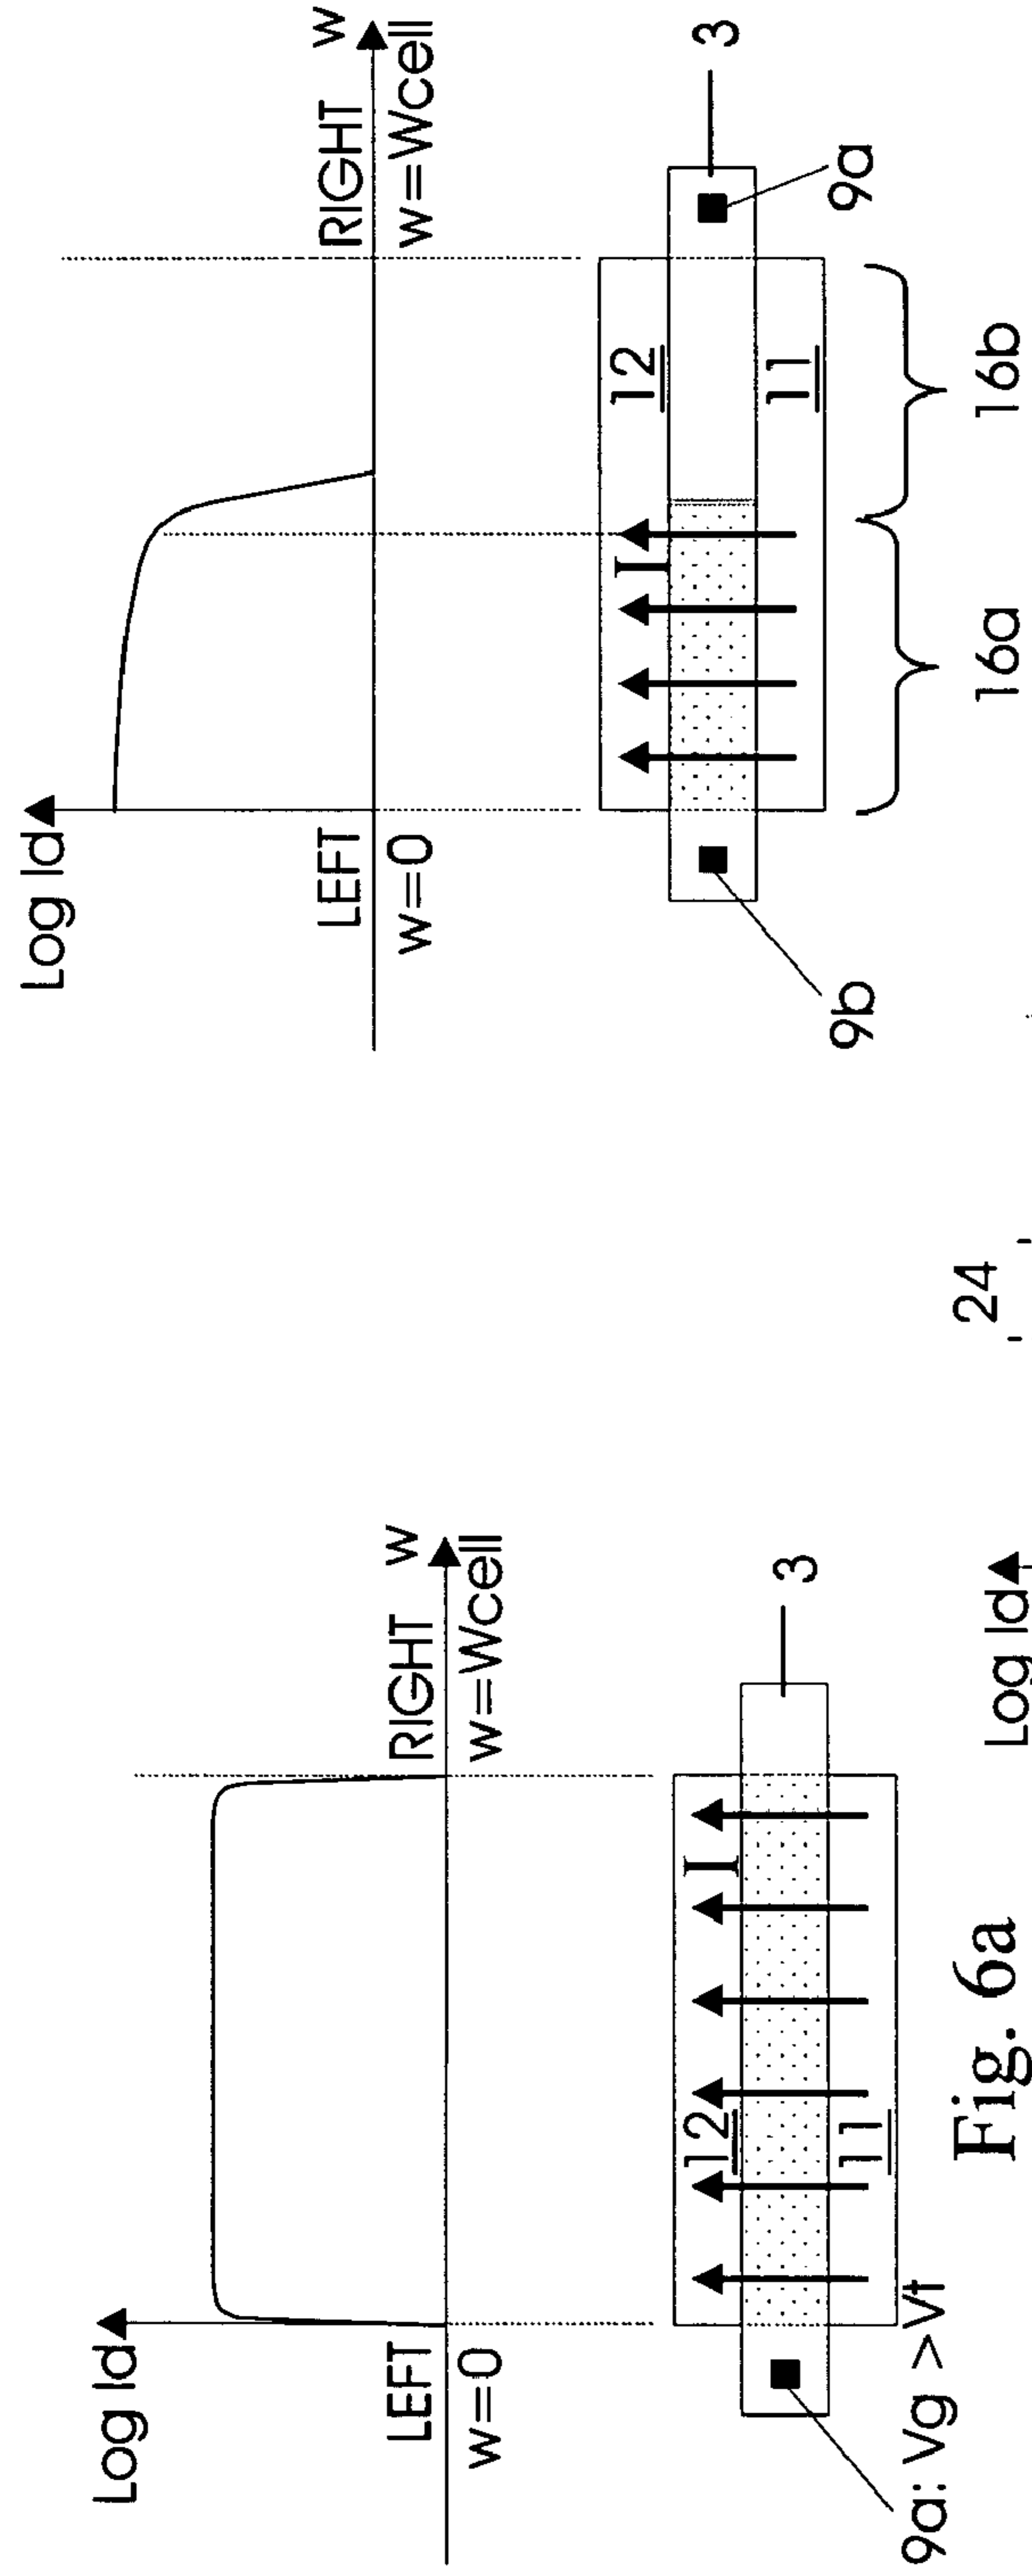 Log Id
LEFT
w=0
RIGHT
w
w=Wcell
12
I
11
3
9a: Vg > Vt
Fig. 6a
Log Id
LEFT
w=0
RIGHT
w
w=Wcell
12
I
11
3
9b
9a
16a
16b
24
Log Id